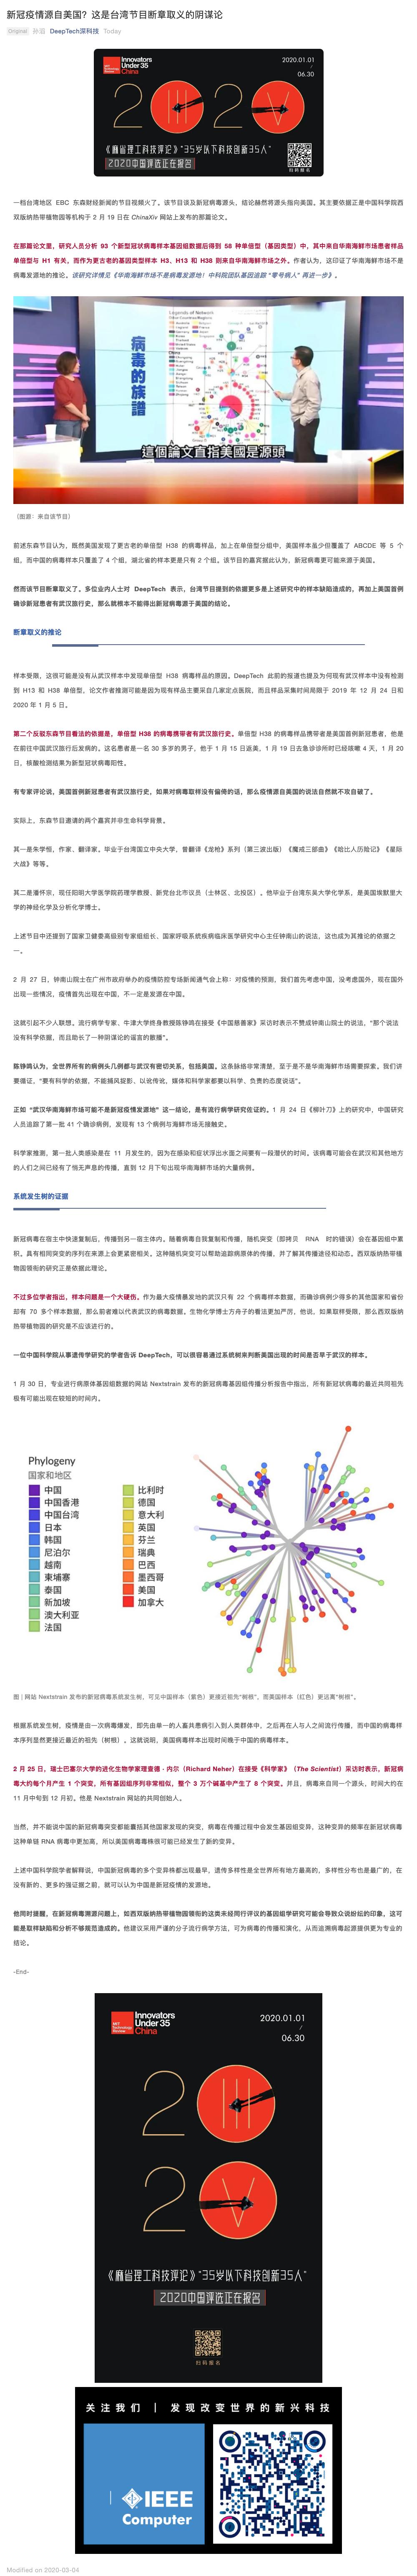 新冠疫情源自美国？这是台湾节目断章取义的阴谋论
Original 孙滔 DeepTech深科技 Today
Innovators
Under 35
China
2020.01.01
/
06.30
《麻省理工科技评论》“35岁以下科技创新35人”
2020中国评选正在报名
扫码报名
一档台湾地区 EBC 东森财经新闻的节目视频火了。该节目谈及新冠病毒源头，结论赫然将源头指向美国。其主要依据正是中国科学院西
双版纳热带植物园等机构于 2 月 19 日在 ChinaXiv 网站上发布的那篇论文。
在那篇论文里，研究人员分析 93 个新型冠状病毒样本基因组数据后得到 58 种单倍型（基因类型）中，其中来自华南海鲜市场患者样品
单倍型与 H1 有关，而作为更古老的基因类型样本 H3，H13 和 H38 则来自华南海鲜市场之外。作者认为，这印证了华南海鲜市场不是
病毒发源地的推论。该研究详情见《华南海鲜市场不是病毒发源地！中科院团队基因追踪“零号病人”再进一步》。
Legends of Network
病毒的族譜
這個論文直指美國是源頭
（图源：来自该节目）
前述东森节目认为，既然美国发现了更古老的单倍型 H38 的病毒样品，加上在单倍型分组中，美国样本虽少但覆盖了 ABCDE 等 5 个
组，而中国的病毒样本只覆盖了 4 个组，湖北省的样本更是只有 2 个组。该节目的嘉宾据此认为，新冠病毒更可能来源于美国。
然而该节目断章取义了。多位业内人士对 DeepTech 表示，台湾节目提到的依据更多是上述研究中的样本缺陷造成的，再加上美国首例
确诊新冠患者有武汉旅行史，那么就根本不能得出新冠病毒源于美国的结论。
断章取义的推论
样本受限，这很可能是没有从武汉样本中发现单倍型 H38 病毒样品的原因。DeepTech 此前的报道也提及为何现有武汉样本中没有检测
到 H13 和 H38 单倍型，论文作者推测可能是因为现有样品主要采自几家定点医院，而且样品采集时间局限于 2019 年 12 月 24 日和
2020 年 1 月 5 日。
第二个反驳东森节目看法的依据是，单倍型 H38 的病毒携带者有武汉旅行史。单倍型 H38 的病毒样品携带者是美国首例新冠患者，他是
在前往中国武汉旅行后发病的。这名患者是一名 30 多岁的男子，他于 1 月 15 日返美，1 月 19 日去急诊诊所时已经咳嗽 4 天，1 月 20
日，核酸检测结果为新型冠状病毒阳性。
有专家评论说，美国首例新冠患者有武汉旅行史，如果对病毒取样没有偏倚的话，那么疫情源自美国的说法自然就不攻自破了。
实际上，东森节目邀请的两个嘉宾并非生命科学背景。
其一是朱学恒，作家、翻译家。毕业于台湾国立中央大学，曾翻译《龙枪》系列（第三波出版）《魔戒三部曲》《哈比人历险记》《星际
大战》等等。
其二是潘怀宗，现任阳明大学医学院药理学教授、新党台北市议员（士林区、北投区）。他毕业于台湾东吴大学化学系，是美国埃默里大
学的神经化学及分析化学博士。
上述节目中还提到了国家卫健委高级别专家组组长、国家呼吸系统疾病临床医学研究中心主任钟南山的说法，这也成为其推论的依据之
一。
2 月 27 日，钟南山院士在广州市政府举办的疫情防控专场新闻通气会上称：对疫情的预测，我们首先考虑中国，没考虑国外，现在国外
出现一些情况，疫情首先出现在中国，不一定是发源在中国。
这就引起不少人联想。流行病学专家、牛津大学终身教授陈铮鸣在接受《中国慈善家》采访时表示不赞成钟南山院士的说法，“那个说法
没有科学依据，而且助长了一种阴谋论的谣言的散播”。
陈铮鸣认为，全世界所有的病例头几例都与武汉有密切关系，包括美国。这条脉络非常清楚，至于是不是华南海鲜市场需要探索。我们讲
要循证，“要有科学的依据，不能捕风捉影、以讹传讹，媒体和科学家都要以科学、负责的态度说话”。
正如 “武汉华南海鲜市场可能不是新冠疫情发源地” 这一结论，是有流行病学研究佐证的。1 月 24 日《柳叶刀》上的研究中，中国研究
人员追踪了第一批 41 个确诊病例，发现有 13 个病例与海鲜市场无接触史。
科学家推测，第一批人类感染是在 11 月发生的，因为在感染和症状浮出水面之间要有一段潜伏的时间。该病毒可能会在武汉和其他地方
的人们之间已经有了悄无声息的传播，直到 12 月下旬出现华南海鲜市场的大量病例。
系统发生树的证据
新冠病毒在宿主中快速复制后，传播到另一宿主体内。随着病毒自我复制和传播，随机突变（即拷贝 RNA 时的错误）会在基因组中累
积。具有相同突变的序列在来源上会更紧密相关。这种随机突变可以帮助追踪病原体的传播，并了解其传播途径和动态。西双版纳热带植
物园领衔的研究正是依据此理论。
不过多位学者指出，样本问题是一个大硬伤。作为最大疫情暴发地的武汉只有 22 个病毒样本数据，而确诊病例少得多的其他国家和省份
却有 70 多个样本数据，那么前者难以代表武汉的病毒数据。生物化学博士方舟子的看法更加严厉，他说，如果取样受限，那么西双版纳
热带植物园的研究是不应该进行的。
一位中国科学院从事遗传学研究的学者告诉 DeepTech，可以很容易通过系统树来判断美国出现的时间是否早于武汉的样本。
1 月 30 日，专业进行病原体基因组数据的网站 Nextstrain 发布的新冠病毒基因组传播分析报告中指出，所有新冠状病毒的最近共同祖先
极有可能出现在较短的时间内。
Phylogeny
国家和地区
中国
中国香港
中国台湾
日本
韩国
尼泊尔
越南
柬埔寨
泰国
新加坡
澳大利亚
法国
比利时
德国
意大利
英国
芬兰
瑞典
巴西
墨西哥
美国
加拿大
图 | 网站 Nextstrain 发布的新冠病毒系统发生树，可见中国样本（紫色）更接近祖先“树根”，而美国样本（红色）更远离“树根”。
根据系统发生树，疫情是由一次病毒爆发，即先由单一的人畜共患病引入到人类群体中，之后再在人与人之间流行传播，而中国的病毒样
本序列显然更接近最近的祖先（树根）。这就说明，美国病毒样本出现时间晚于中国的病毒样本。
2 月 25 日，瑞士巴塞尔大学的进化生物学家理查德·内尔（Richard Neher）在接受《科学家》（The Scientist）采访时表示，新冠病
毒大约每个月产生 1 个突变，所有基因组序列非常相似，整个 3 万个碱基中产生了 8 个突变。并且，病毒来自同一个源头，时间大约在
11 月中旬到 12 月初。他是 Nextstrain 网站的共同创始人。
当然，并不能说中国的新冠病毒突变都能囊括其他国家发现的突变，病毒在传播过程中会发生基因组变异，这种变异的频率在新冠状病毒
这种单链 RNA 病毒中更加高，所以美国病毒毒株很可能已经发生了新的变异。
上述中国科学院学者解释说，中国新冠病毒的多个变异株都出现最早，遗传多样性是全世界所有地方最高的，多样性分布也是最广的，在
没有新的、更多的强证据之前，就可以认为中国是新冠疫情的发源地。
他同时提醒，在新冠病毒溯源问题上，如西双版纳热带植物园领衔的这类未经同行评议的基因组学研究可能会导致众说纷纭的印象。这可
能是取样缺陷和分析不够规范造成的。他建议采用严谨的分子流行病学方法，可为病毒的传播和演化，从而追溯病毒起源提供更为专业的
结论。
-End-
Innovators
Under 35
China
2020.01.01
/
06.30
《麻省理工科技评论》“35岁以下科技创新35人”
2020中国评选正在报名
扫码报名
关注我们 | 发现改变世界的新兴科技
IEEE
Computer
Modified on 2020-03-04